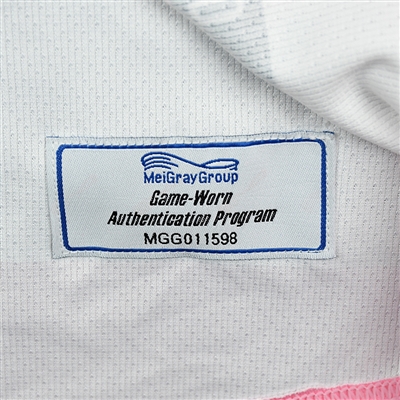 MeiGrayGroup
Game-Worn
Authentication Program
MGG011598